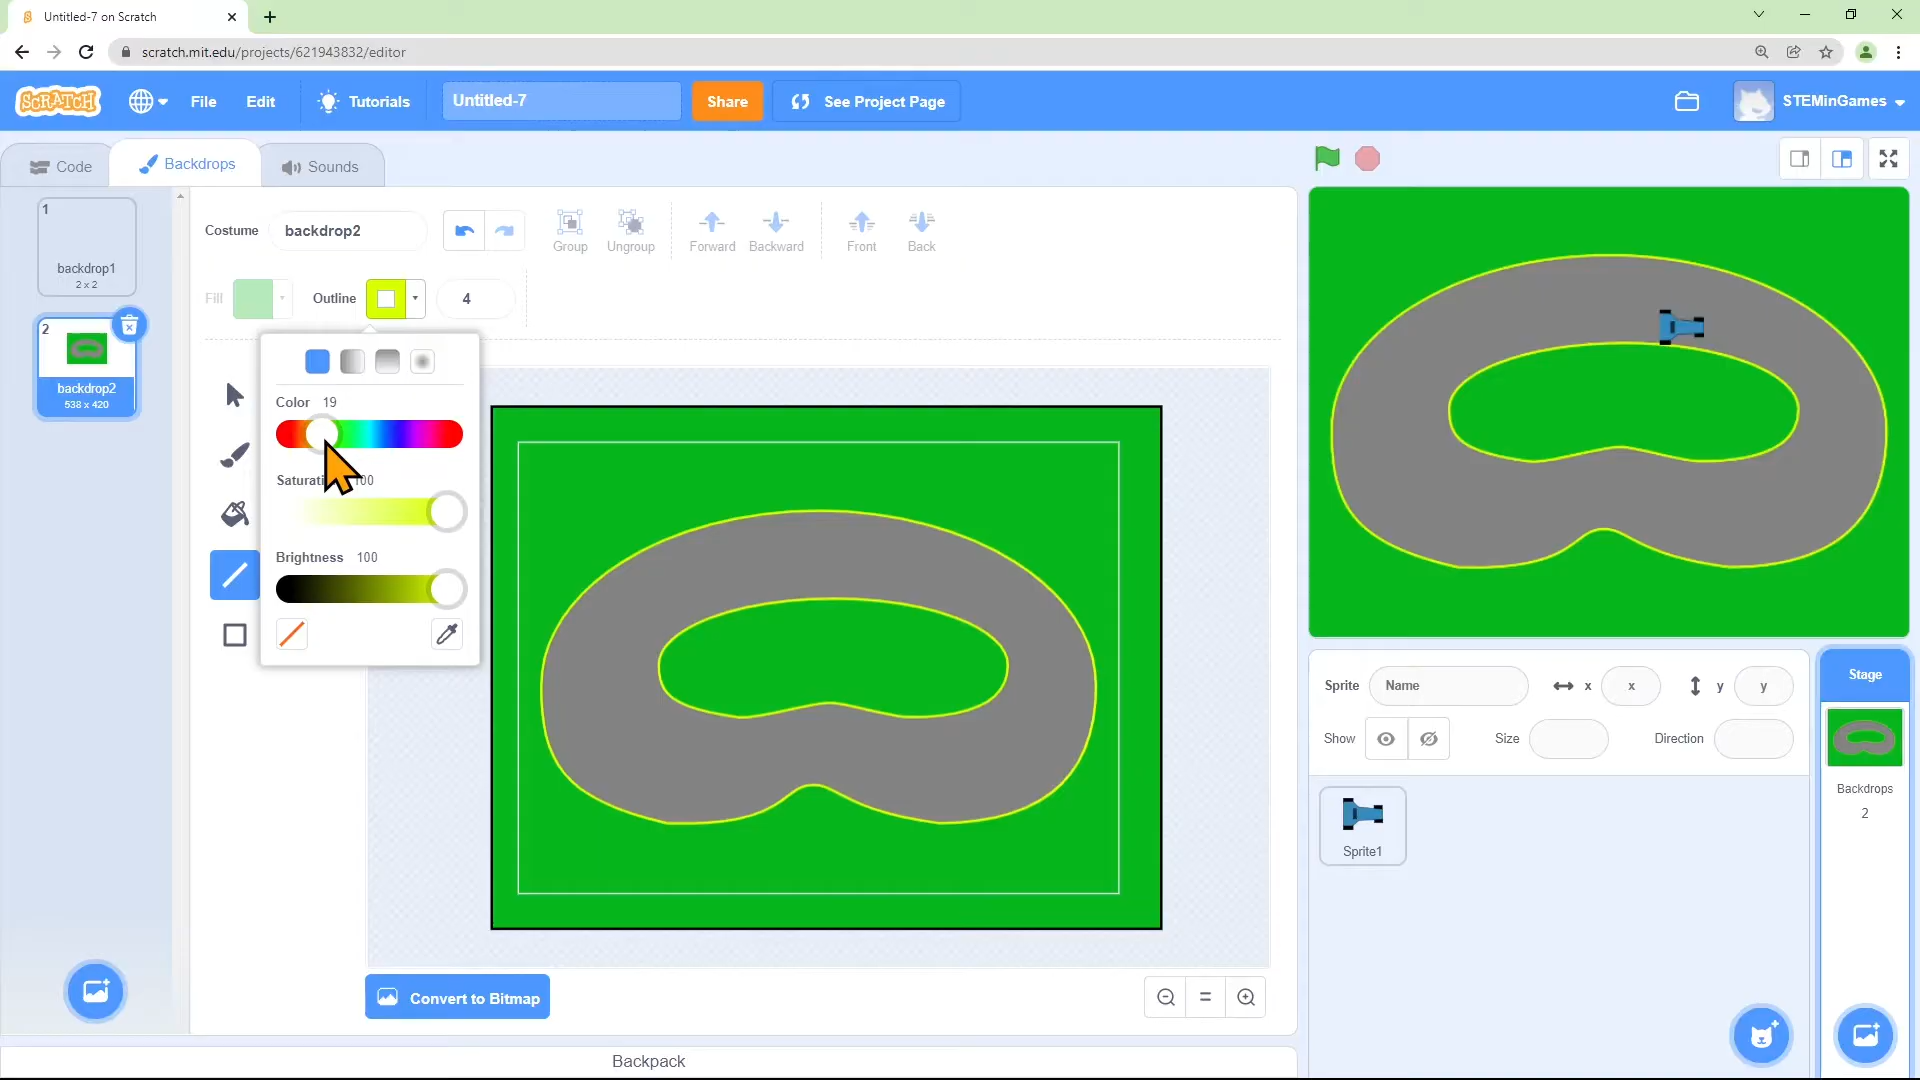 Untitled-7 on Scratch
scratch.mit.edu/projects/621943832/editor
SCRATCH
File
Edit
Tutorials
Untitled-7
Share
See Project Page
STEMinGames
Code
Backdrops
Sounds
1
backdrop1
2 x 2
2
backdrop2
538 x 420
Costume
backdrop2
Group
Ungroup
Forward
Backward
Front
Back
Fill
Outline
4
Color 19
Saturati 100
Brightness 100
Convert to Bitmap
Backpack
Sprite
Name
x
x
y
y
Show
Size
Direction
Sprite1
Stage
Backdrops
2